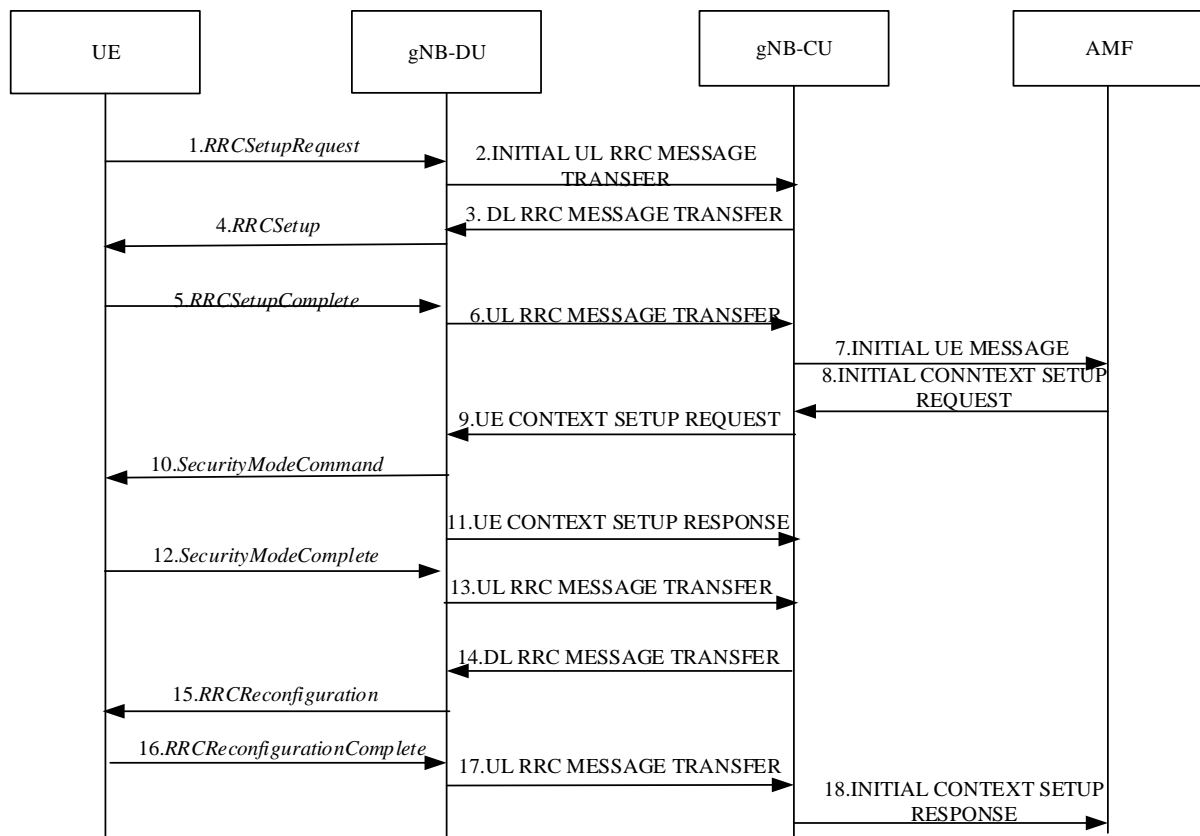 UE
gNB-DU
gNB-CU
AMF
1.RRCSetupRequest
2.INITIAL UL RRC MESSAGE
TRANSFER
3. DL RRC MESSAGE TRANSFER
4.RRCSetup
5.RRCSetupComplete
6.UL RRC MESSAGE TRANSFER
7.INITIAL UE MESSAGE
8.INITIAL CONNTEXT SETUP
REQUEST
9.UE CONTEXT SETUP REQUEST
10.SecurityModeCommand
11.UE CONTEXT SETUP RESPONSE
12.SecurityModeComplete
13.UL RRC MESSAGE TRANSFER
14.DL RRC MESSAGE TRANSFER
15.RRCReconfiguration
16.RRCReconfigurationComplete
17.UL RRC MESSAGE TRANSFER
18.INITIAL CONTEXT SETUP
RESPONSE